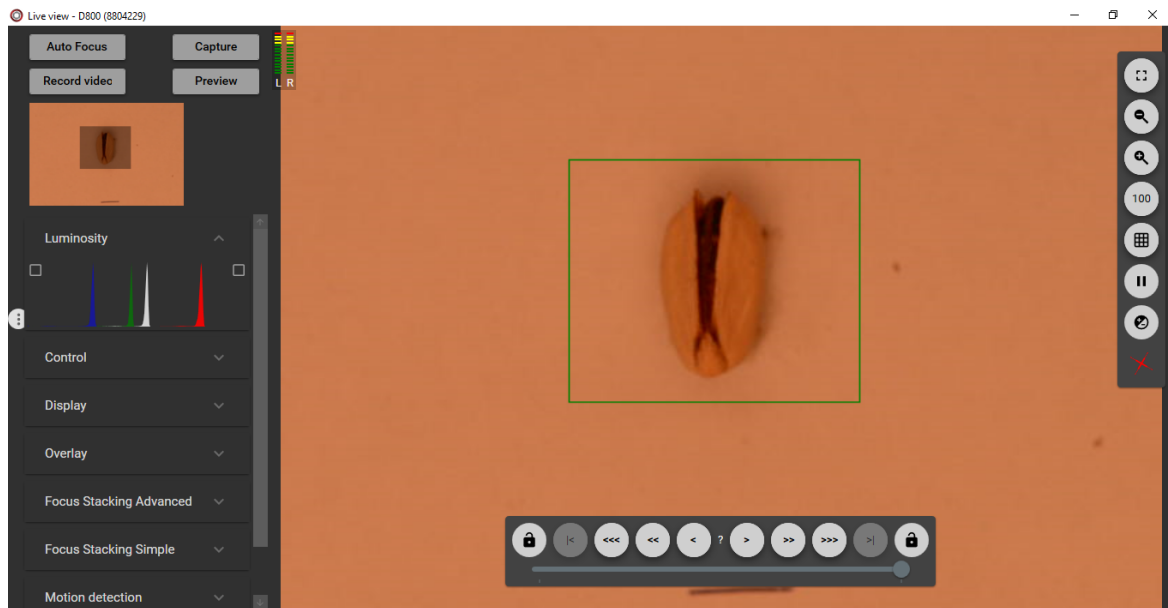 Live view - D800 (8804229)
Auto Focus
Capture
Record video
Preview
L R
Luminosity
Control
Display
Overlay
Focus Stacking Advanced
Focus Stacking Simple
Motion detection
100
|< <<< << < ? > >> >>> >|